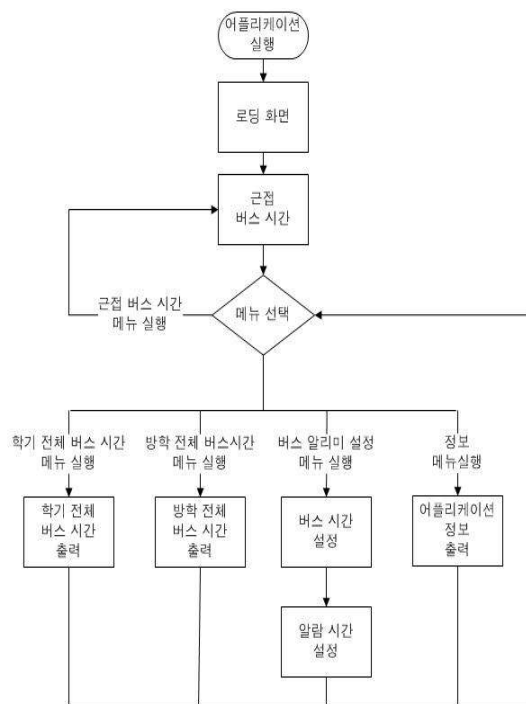 어플리케이션
실행
로딩 화면
근접
버스 시간
근접 버스 시간
메뉴 실행
메뉴 선택
학기 전체 버스 시간
메뉴 실행
방학 전체 버스시간
메뉴 실행
버스 알리미 설정
메뉴 실행
정보
메뉴실행
학기 전체
버스 시간
출력
방학 전체
버스 시간
출력
버스 시간
설정
어플리케이션
정보
출력
알람 시간
설정